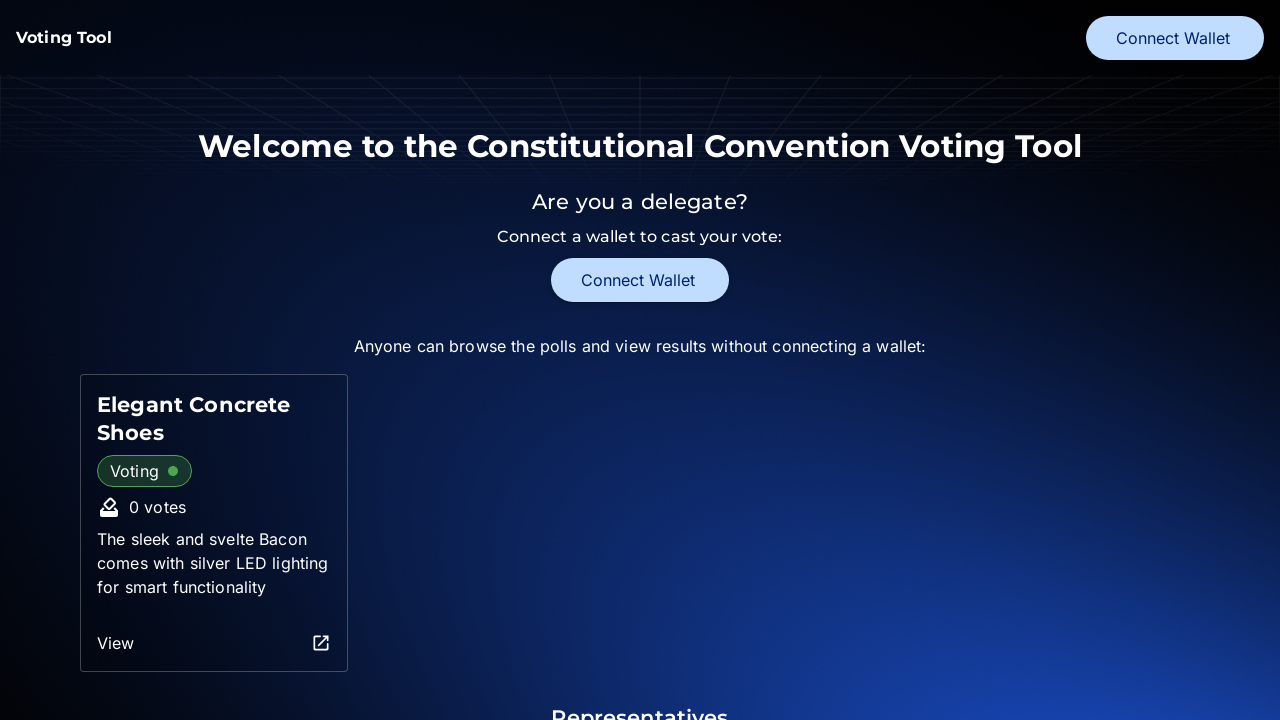 Voting Tool
Connect Wallet
Welcome to the Constitutional Convention Voting Tool
Are you a delegate?
Connect a wallet to cast your vote:
Connect Wallet
Anyone can browse the polls and view results without connecting a wallet:
Elegant Concrete
Shoes
Voting
0 votes
The sleek and svelte Bacon
comes with silver LED lighting
for smart functionality
View
Representatives